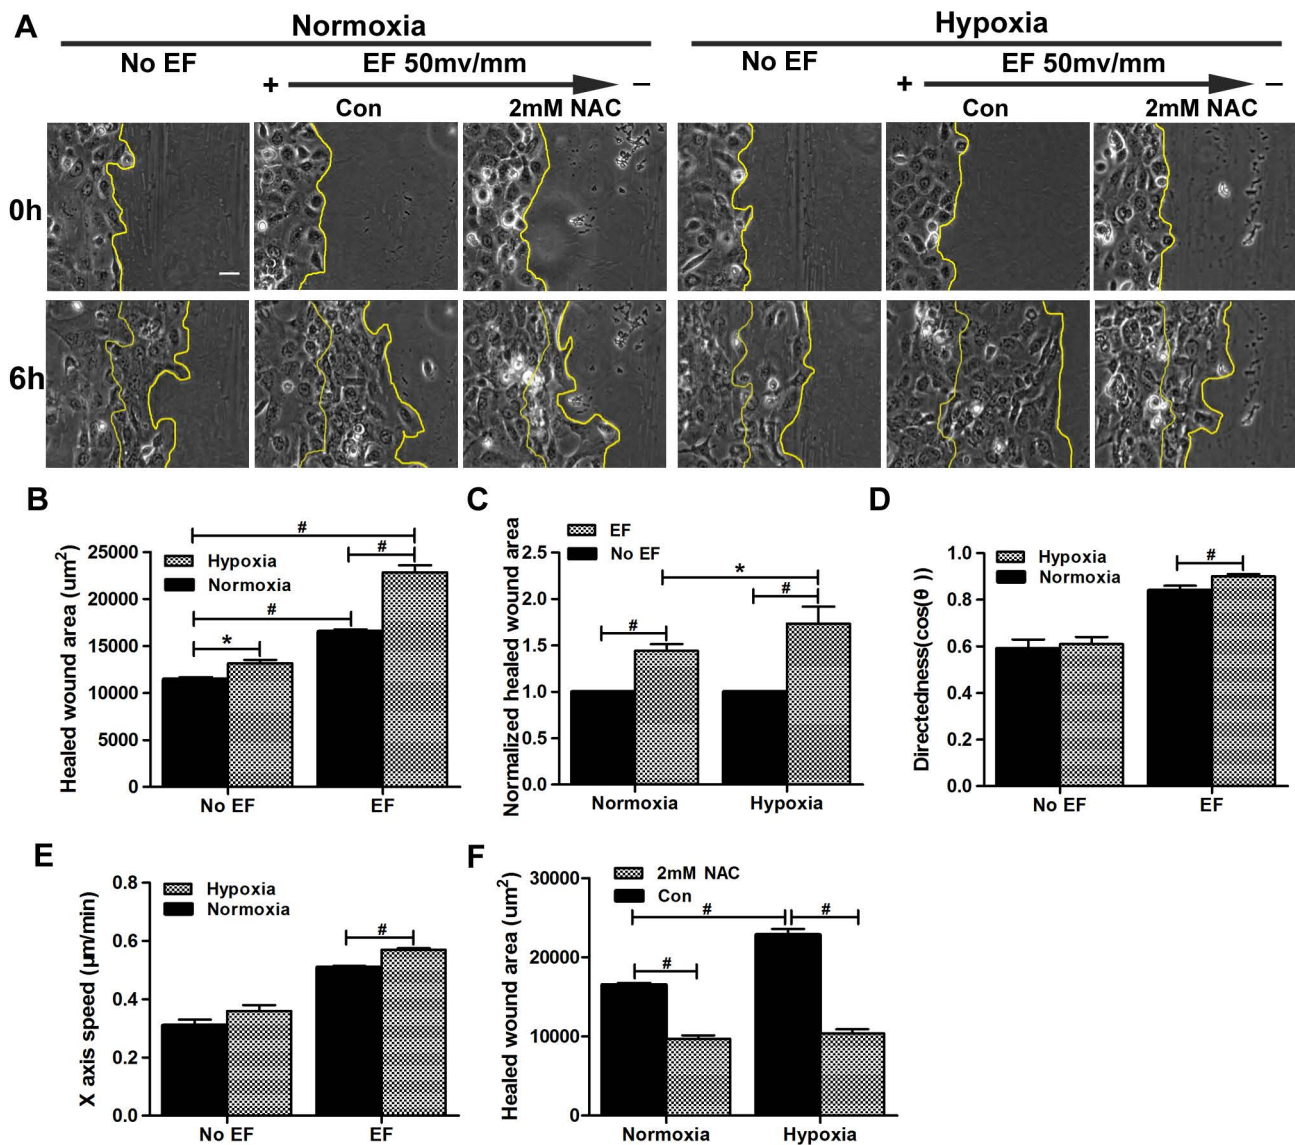 A
Normoxia
Hypoxia
No EF
EF 50mv/mm
No EF
EF 50mv/mm
+
–
+
–
Con
2mM NAC
Con
2mM NAC
0h
6h
B
Healed wound area (um²)
25000
20000
15000
10000
5000
0
Hypoxia
Normoxia
#
#
#
*
No EF
EF
C
Normalized healed wound area
2.5
2.0
1.5
1.0
0.5
0.0
EF
No EF
*
#
#
Normoxia
Hypoxia
D
Directedness(cos(θ ))
1.0
0.8
0.6
0.4
0.2
0.0
Hypoxia
Normoxia
#
No EF
EF
E
X axis speed (μm/min)
0.8
0.6
0.4
0.2
0.0
Hypoxia
Normoxia
#
No EF
EF
F
Healed wound area (um²)
30000
20000
10000
0
2mM NAC
Con
#
#
#
Normoxia
Hypoxia